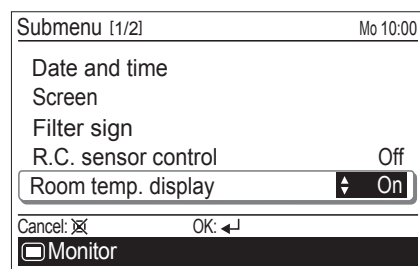 Submenu [1/2] Mo 10:00
Date and time
Screen
Filter sign
R.C. sensor control Off
Room temp. display On
Cancel: OK:
Monitor